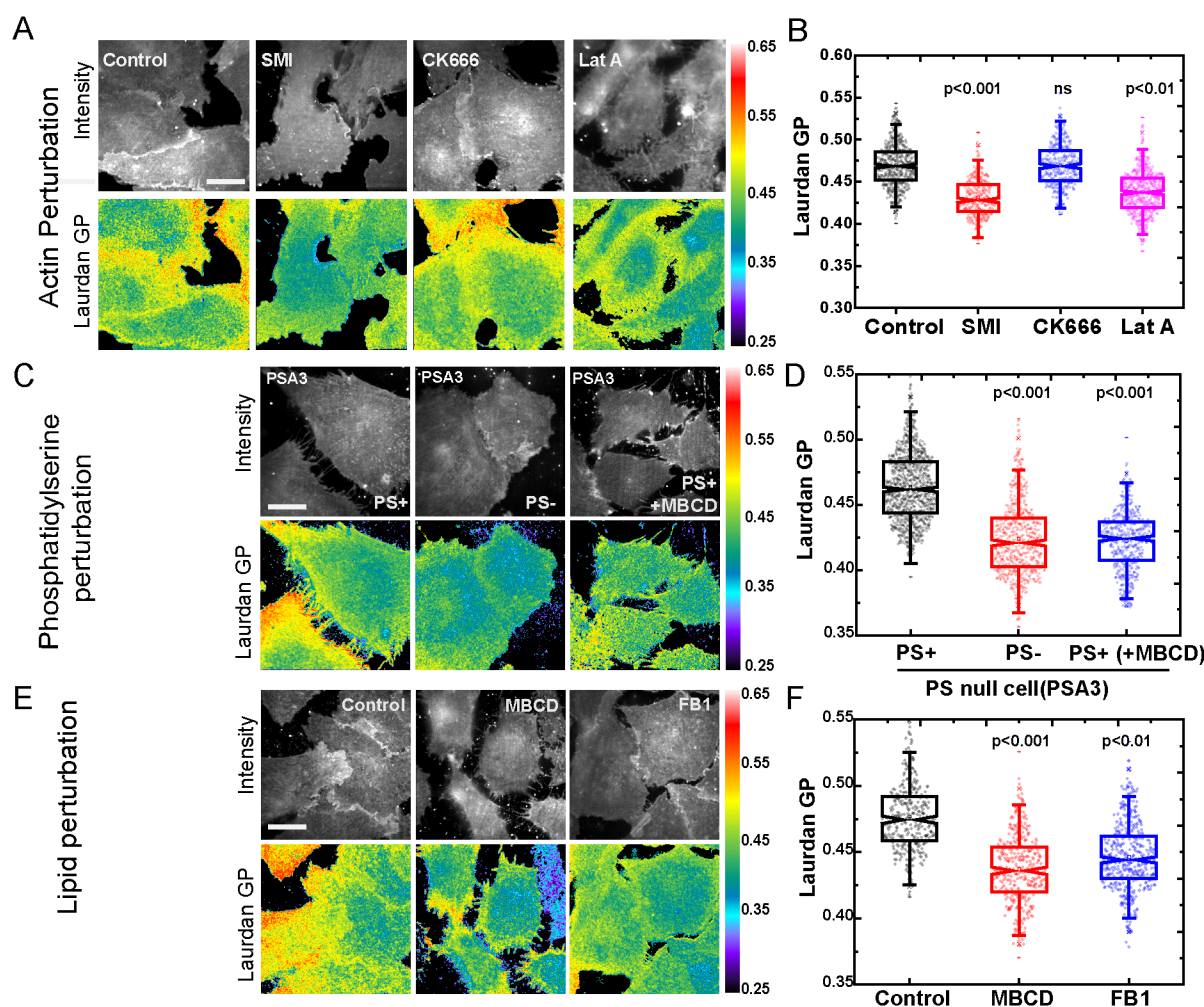 A
Actin Perturbation
Intensity
Control
SMI
CK666
Lat A
Laurdan GP
0.65
0.55
0.45
0.35
0.25
B
Laurdan GP
0.60
0.55
0.50
0.45
0.40
0.35
0.30
p<0.001
ns
p<0.01
Control SMI CK666 Lat A
C
Phosphatidylserine
perturbation
Intensity
PSA3
PS+
PSA3
PS-
PSA3
PS+
+MBCD
Laurdan GP
0.65
0.55
0.45
0.35
0.25
D
Laurdan GP
0.55
0.50
0.45
0.40
0.35
p<0.001
p<0.001
PS+ PS- PS+ (+MBCD)
PS null cell(PSA3)
E
Lipid perturbation
Intensity
Control
MBCD
FB1
Laurdan GP
0.65
0.55
0.45
0.35
0.25
F
Laurdan GP
0.55
0.50
0.45
0.40
0.35
p<0.001
p<0.01
Control MBCD FB1